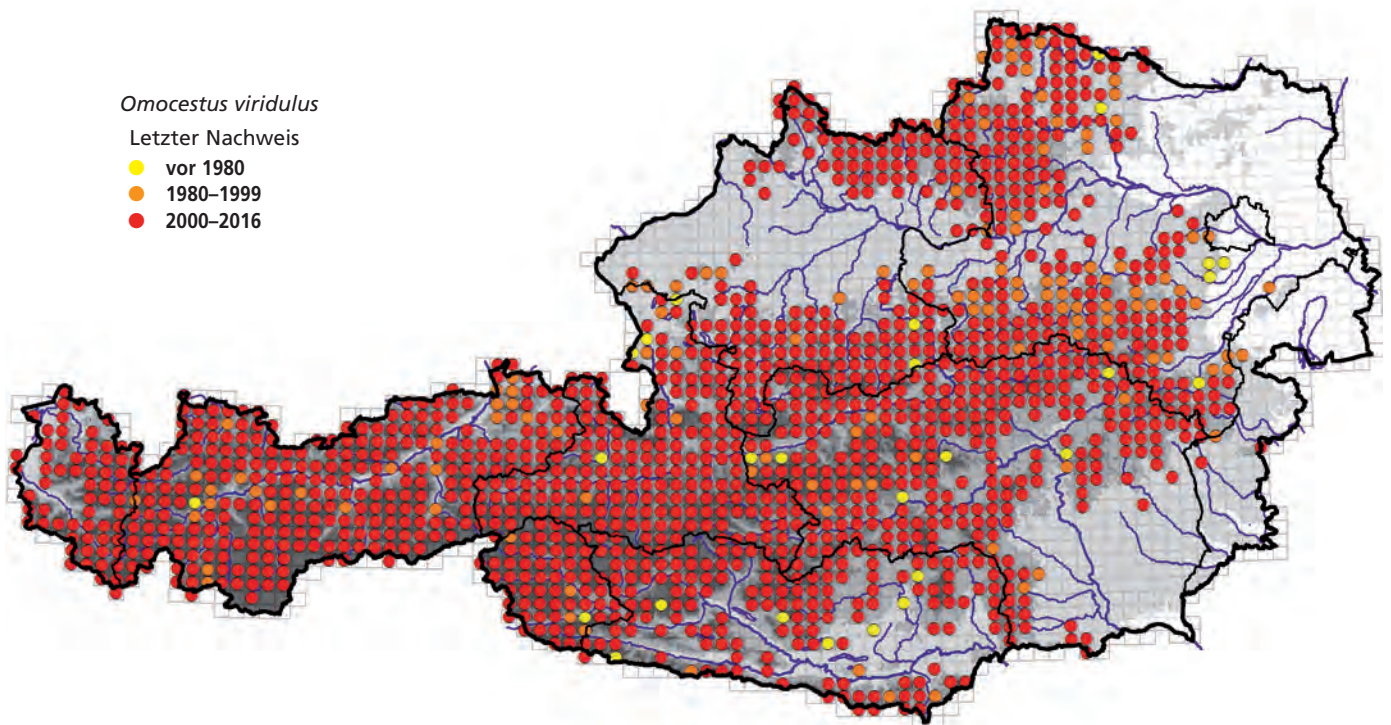 Omocestus viridulus
Letzter Nachweis
vor 1980
1980–1999
2000–2016